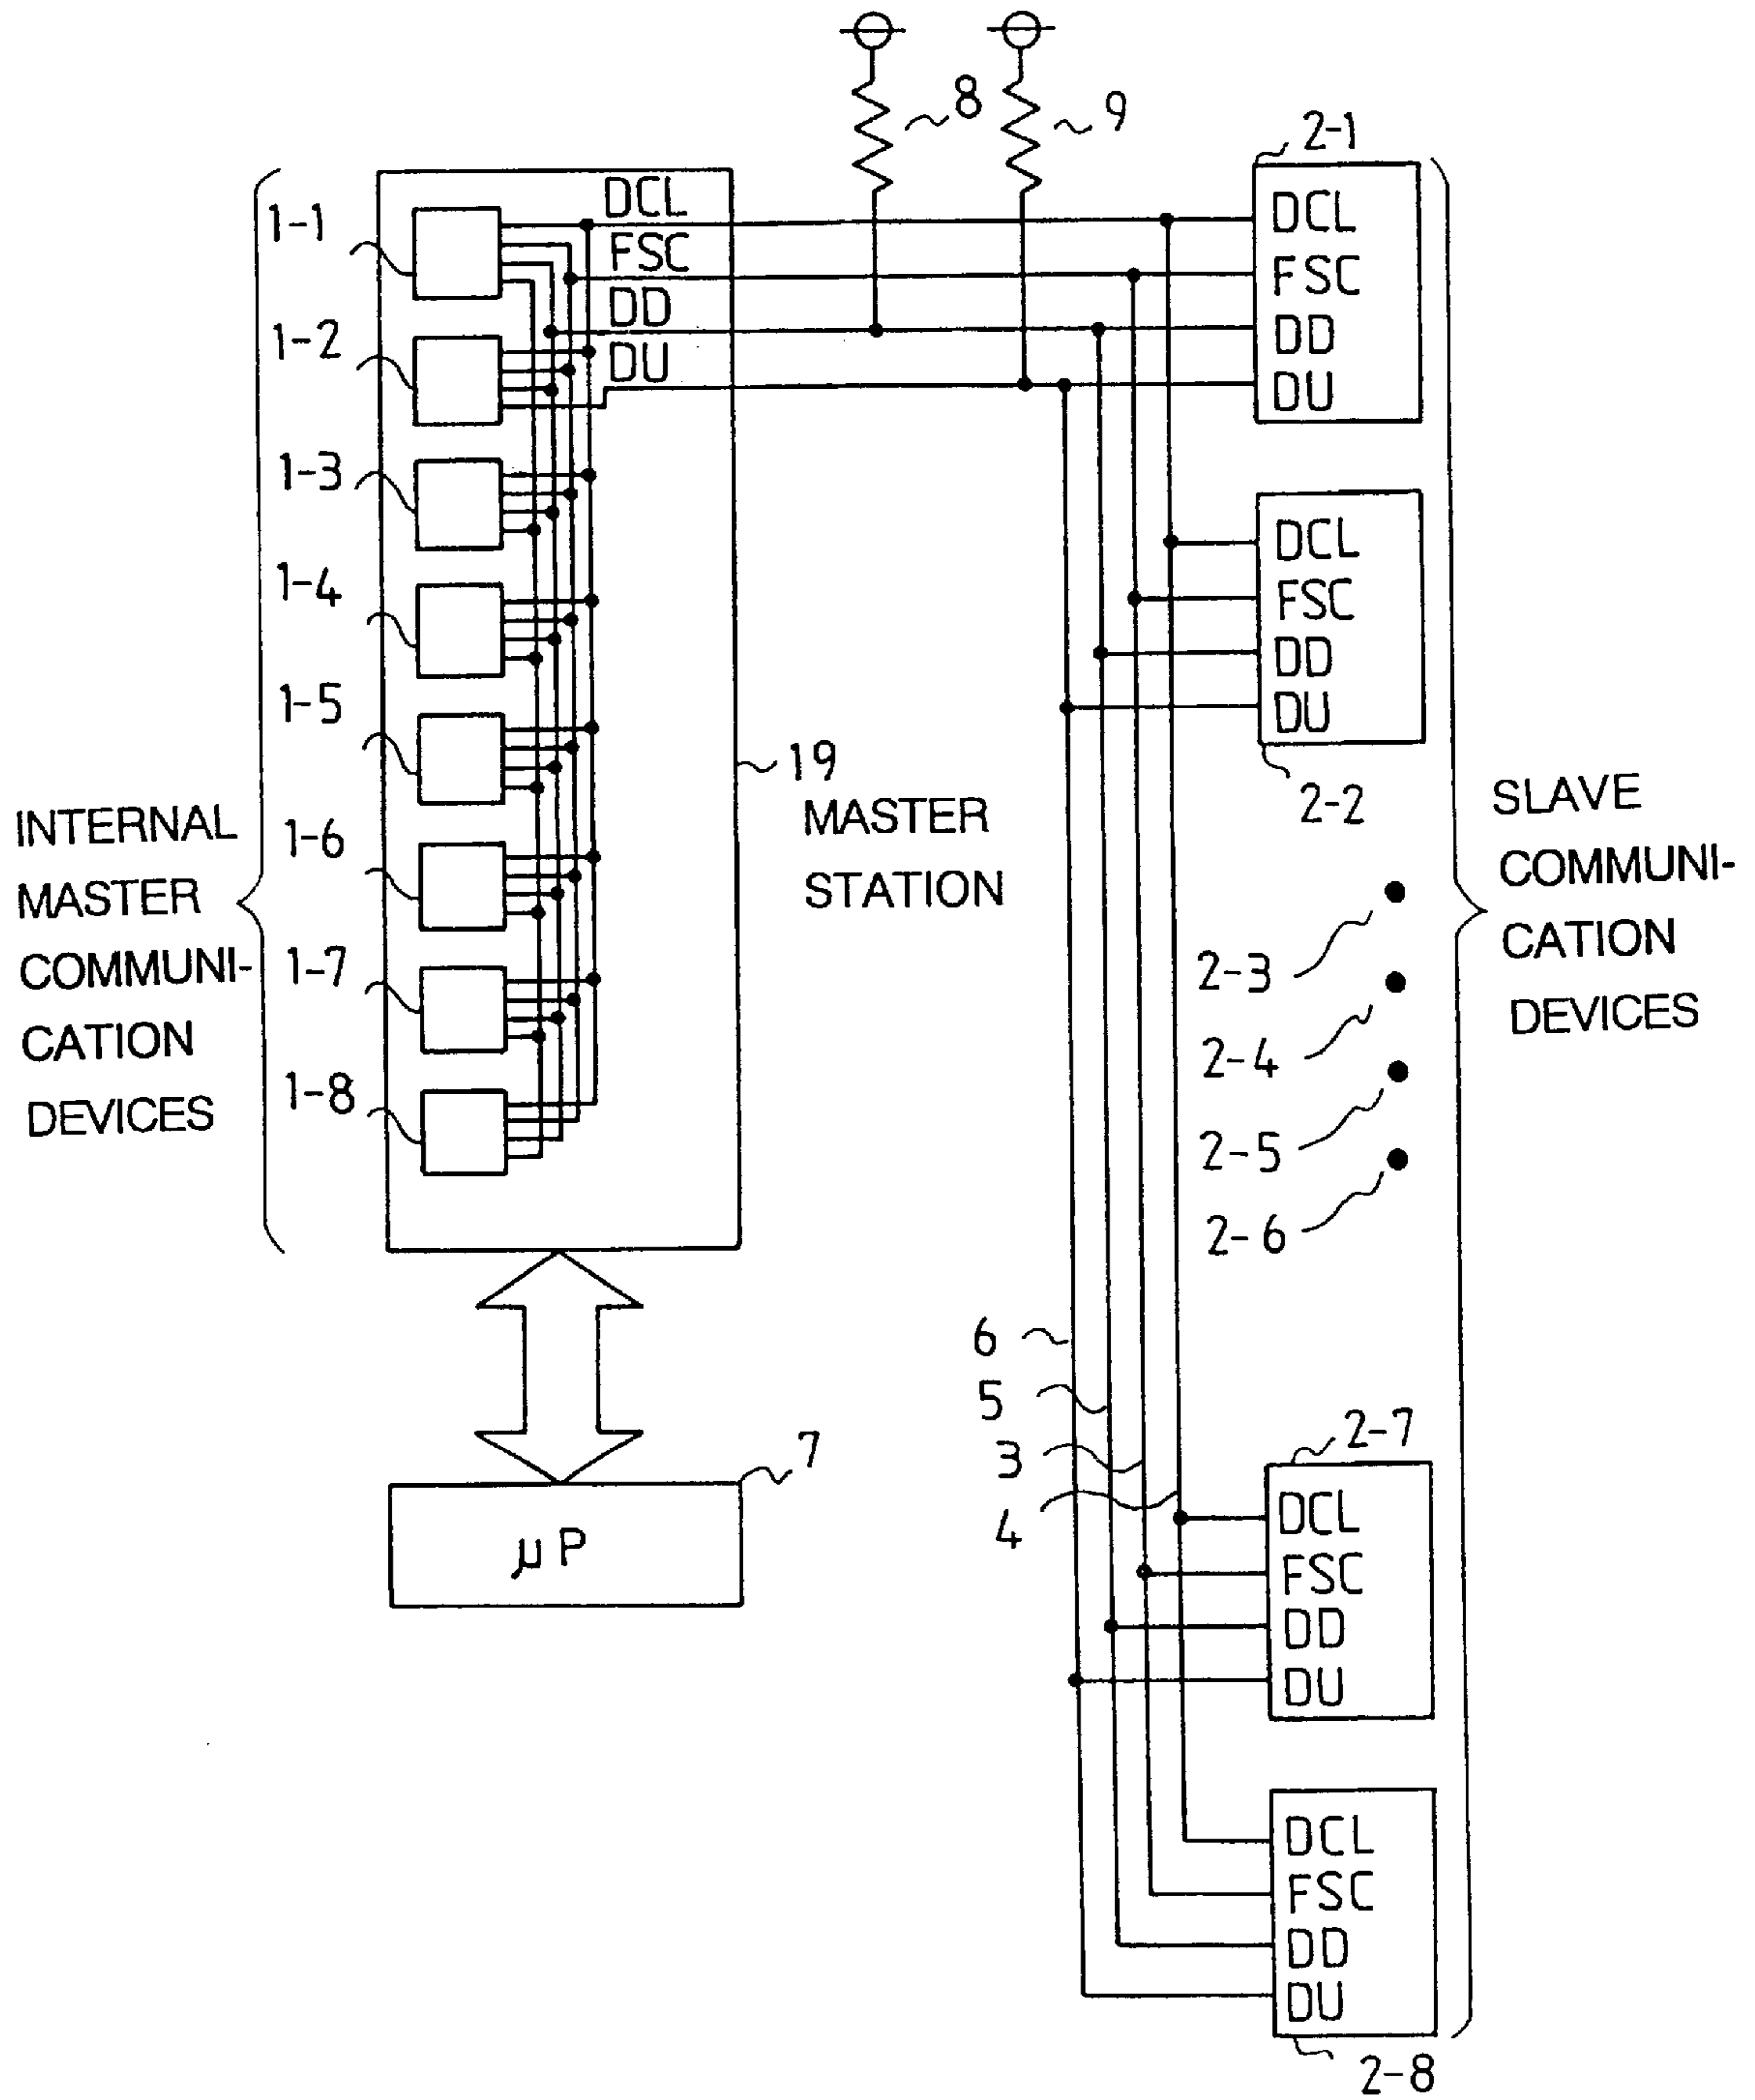 8
9
2-1
1-1
DCL
FSC
DD
DU
DCL
FSC
DD
DU
1-2
1-3
1-4
1-5
1-6
1-7
1-8
INTERNAL
MASTER
COMMUNI-
CATION
DEVICES
19
MASTER
STATION
DCL
FSC
DD
DU
2-2
SLAVE
COMMUNI-
CATION
DEVICES
2-3
2-4
2-5
2-6
6
5
3
4
7
μP
2-7
DCL
FSC
DD
DU
DCL
FSC
DD
DU
2-8